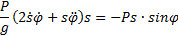 P/g (2ṡφ̇ + sφ̈)s = −Ps · sinφ